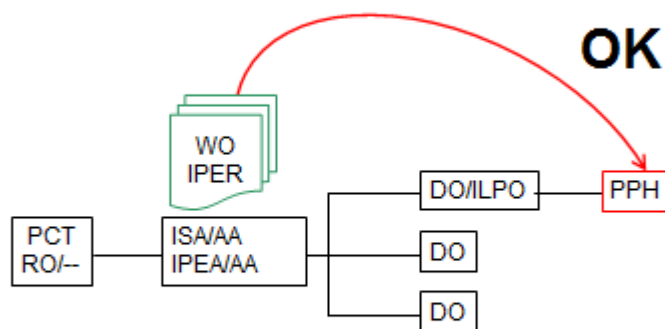 OK
WO
IPER
DO/ILPO
PPH
PCT
RO/--
ISA/AA
IPEA/AA
DO
DO